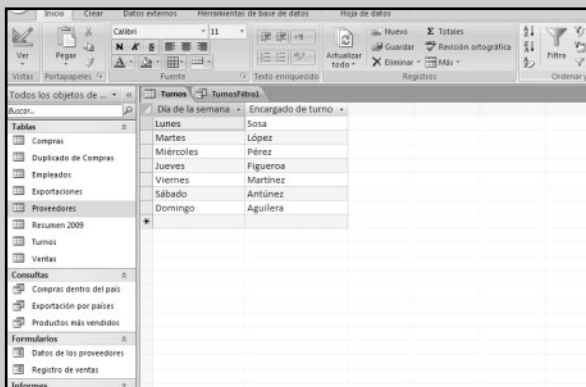 Inicio Crear Datos externos Herramientas de base de datos Hoja de datos
Ver
Vistas
Pegar
Portapapeles
Calibri 11
N K S
A
Fuente
Texto enriquecido
Actualizar todo
Nuevo
Guardar
Eliminar
Σ Totales
Revisión ortográfica
Más
Registros
Filtro
Ordenar y
Todos los objetos de ...
Buscar...
Tablas
Compras
Duplicado de Compras
Empleados
Exportaciones
Proveedores
Resumen 2009
Turnos
Ventas
Consultas
Compras dentro del país
Exportación por países
Productos más vendidos
Formularios
Datos de los proveedores
Registro de ventas
Informes
Turnos TurnosFiltro1
Día de la semana Encargado de turno
Lunes Sosa
Martes López
Miércoles Pérez
Jueves Figueroa
Viernes Martínez
Sábado Antúnez
Domingo Aguilera